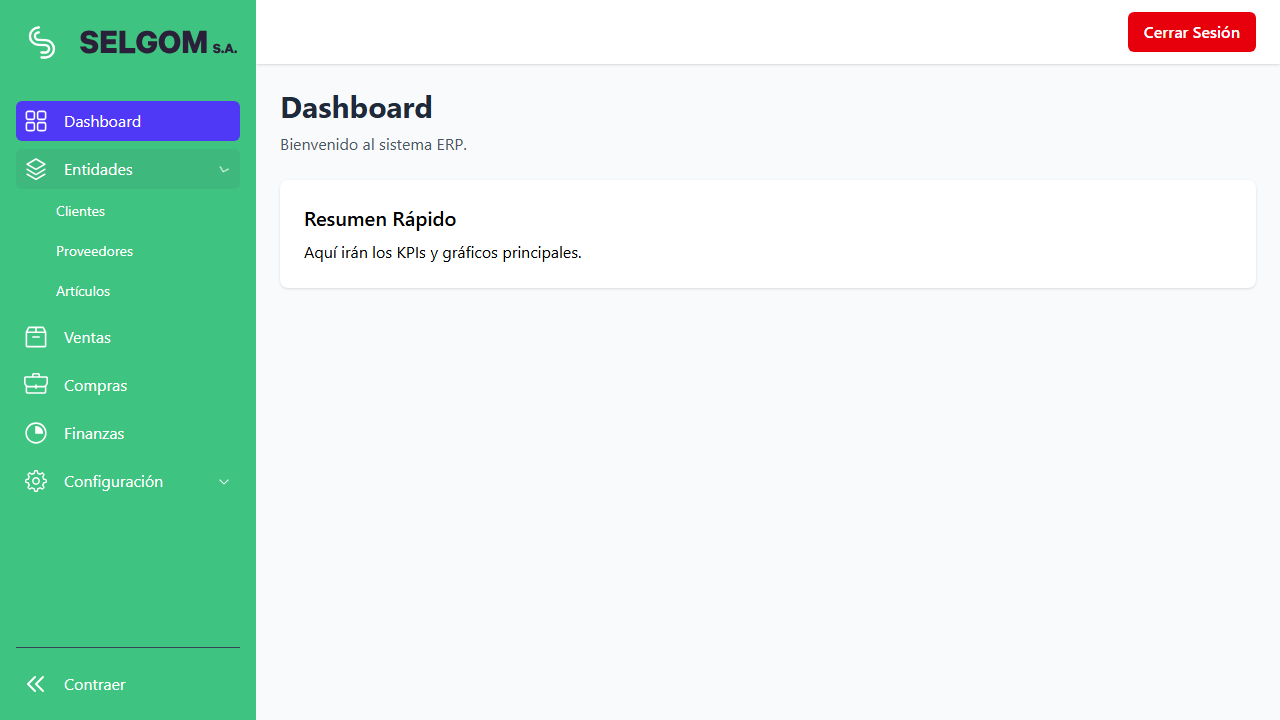 SELGOM S.A.
Cerrar Sesión
Dashboard
Entidades
Clientes
Proveedores
Artículos
Ventas
Compras
Finanzas
Configuración
Contraer
Dashboard
Bienvenido al sistema ERP.
Resumen Rápido
Aquí irán los KPIs y gráficos principales.